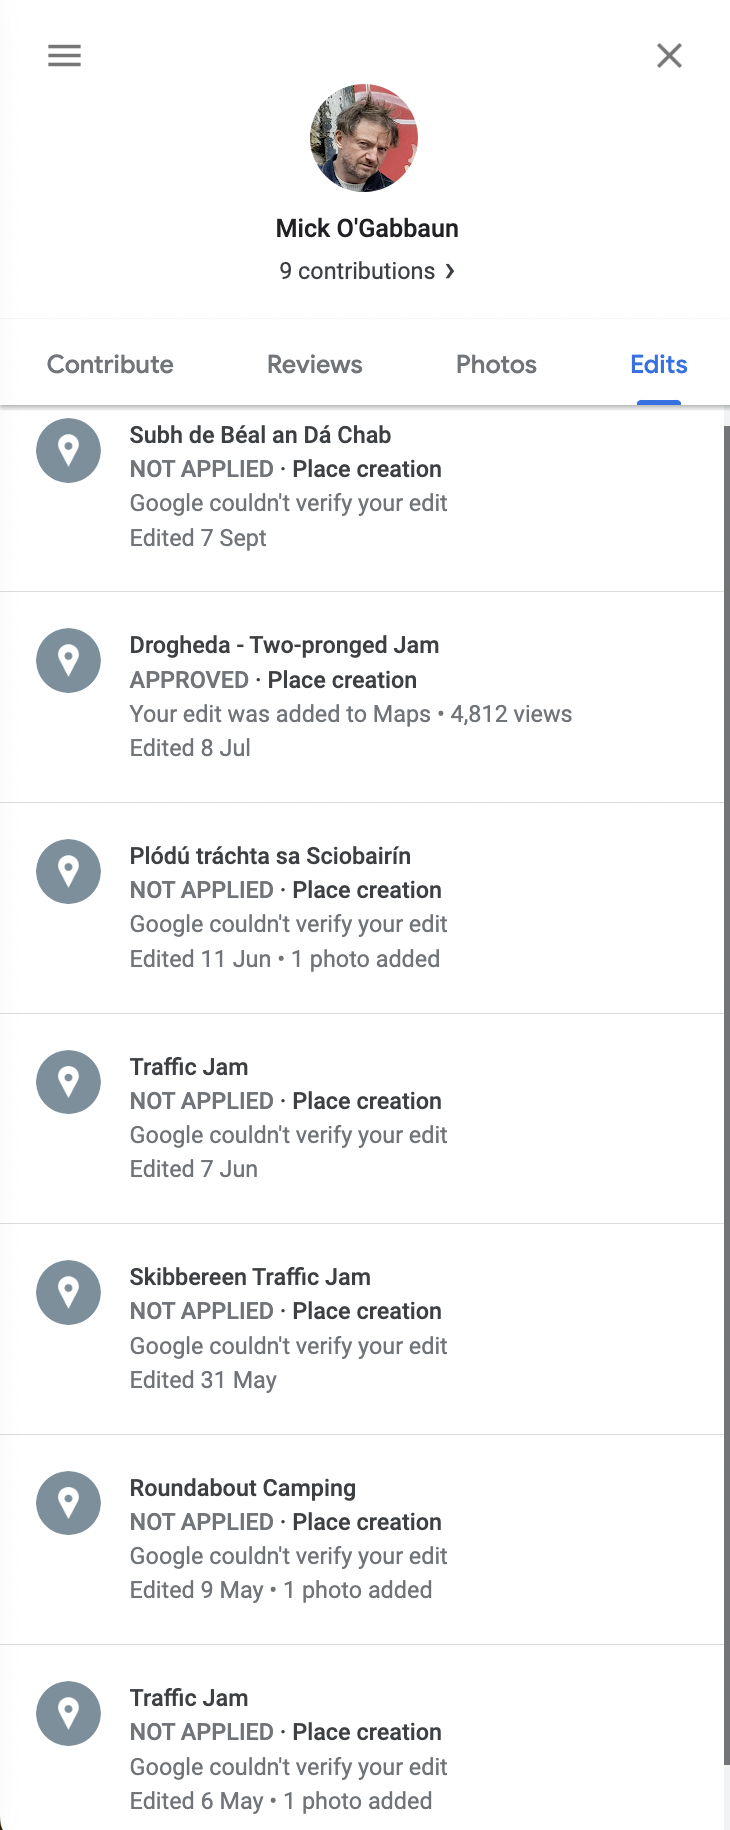 Mick O'Gabbaun
9 contributions ›
Contribute Reviews Photos Edits
Subh de Béal an Dá Chab
NOT APPLIED · Place creation
Google couldn't verify your edit
Edited 7 Sept
Drogheda - Two-pronged Jam
APPROVED · Place creation
Your edit was added to Maps • 4,812 views
Edited 8 Jul
Plódú tráchta sa Sciobairín
NOT APPLIED · Place creation
Google couldn't verify your edit
Edited 11 Jun • 1 photo added
Traffic Jam
NOT APPLIED · Place creation
Google couldn't verify your edit
Edited 7 Jun
Skibbereen Traffic Jam
NOT APPLIED · Place creation
Google couldn't verify your edit
Edited 31 May
Roundabout Camping
NOT APPLIED · Place creation
Google couldn't verify your edit
Edited 9 May • 1 photo added
Traffic Jam
NOT APPLIED · Place creation
Google couldn't verify your edit
Edited 6 May • 1 photo added